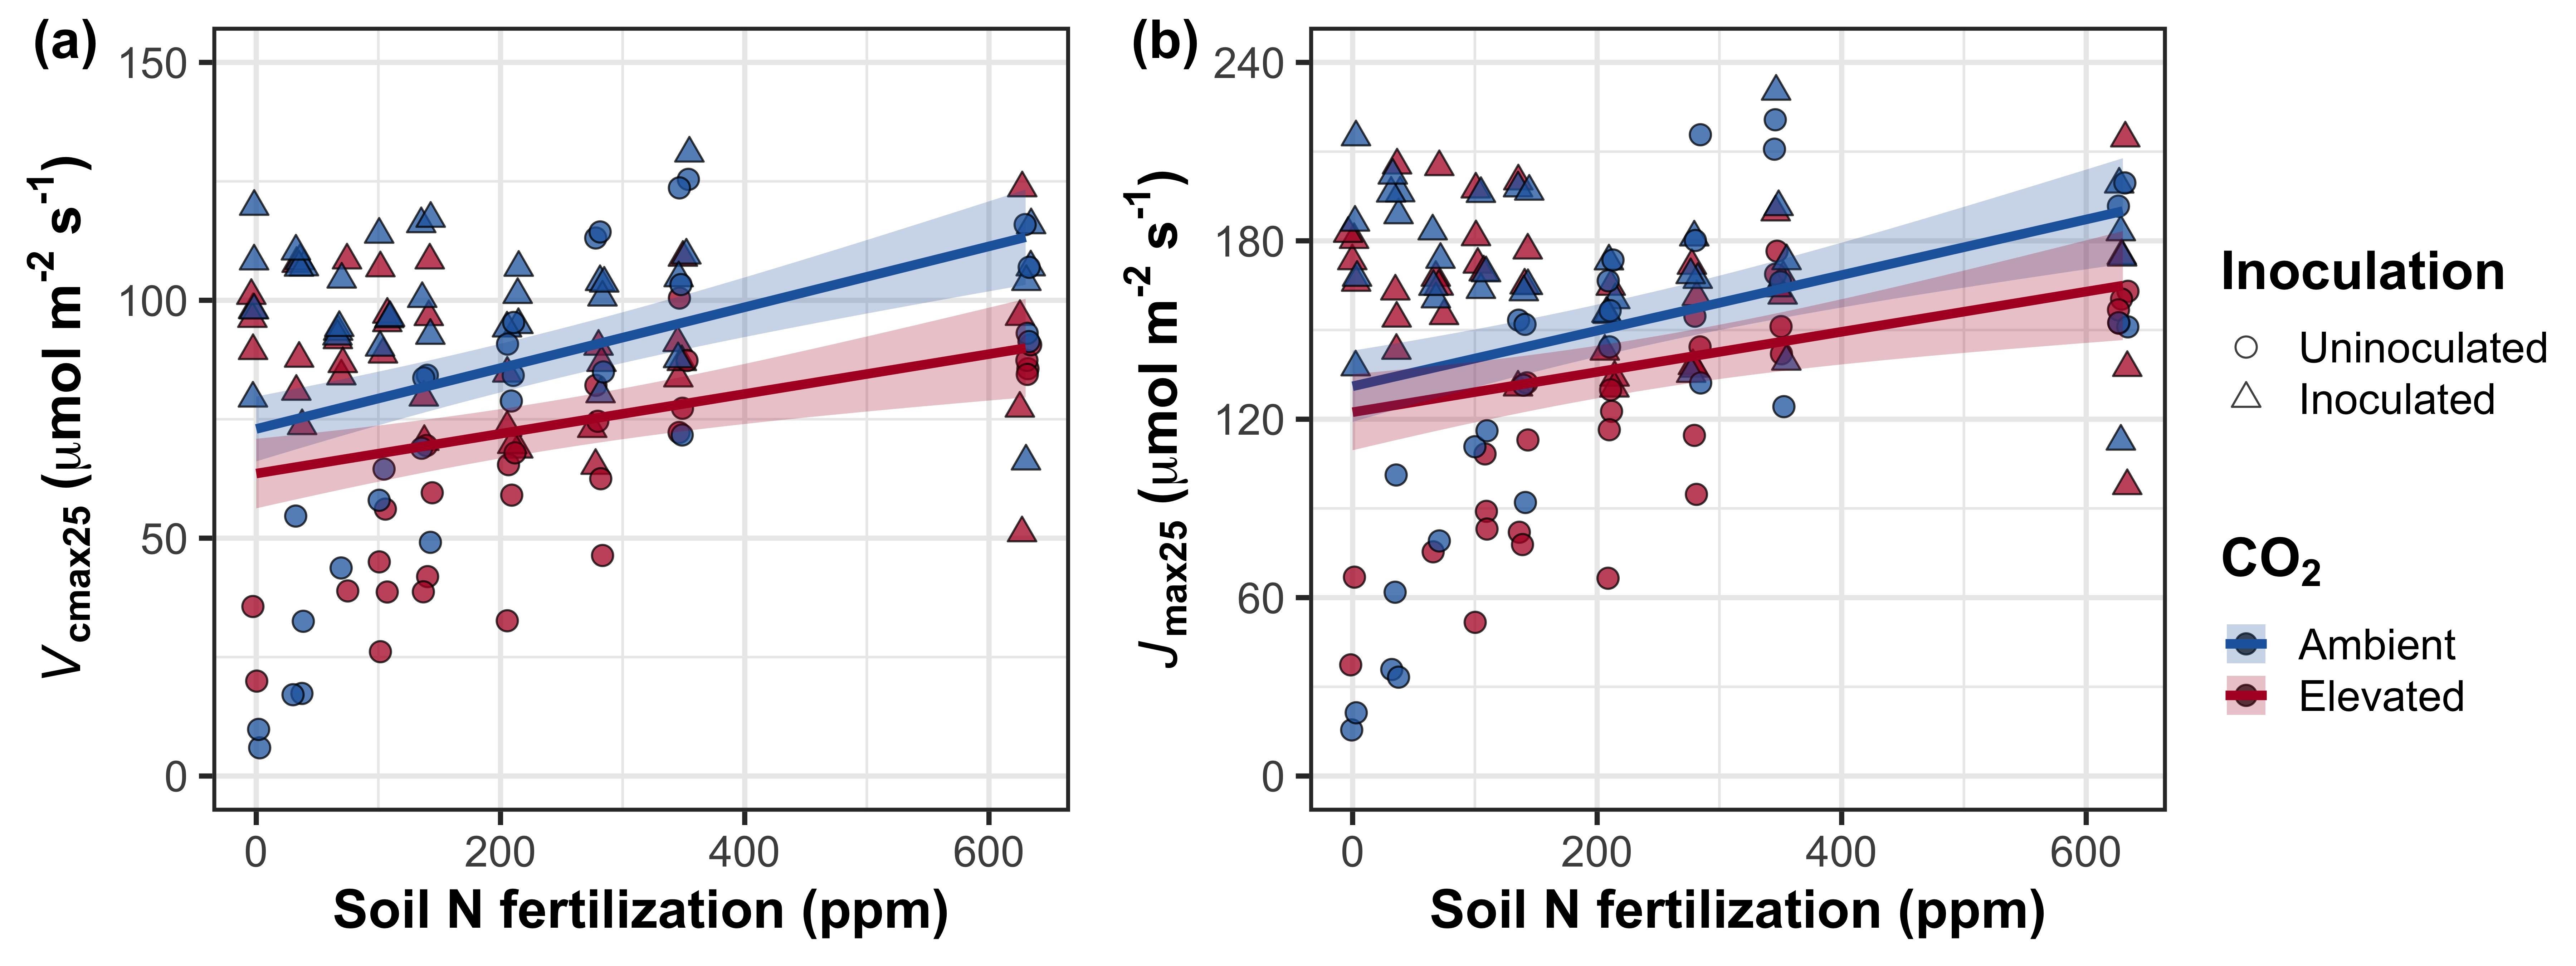 (a)
150
100
50
0
Vcmax25 (μmol m-2 s-1)
0 200 400 600
Soil N fertilization (ppm)
(b)
240
180
120
60
0
Jmax25 (μmol m-2 s-1)
0 200 400 600
Soil N fertilization (ppm)
Inoculation
Uninoculated
Inoculated
CO2
Ambient
Elevated